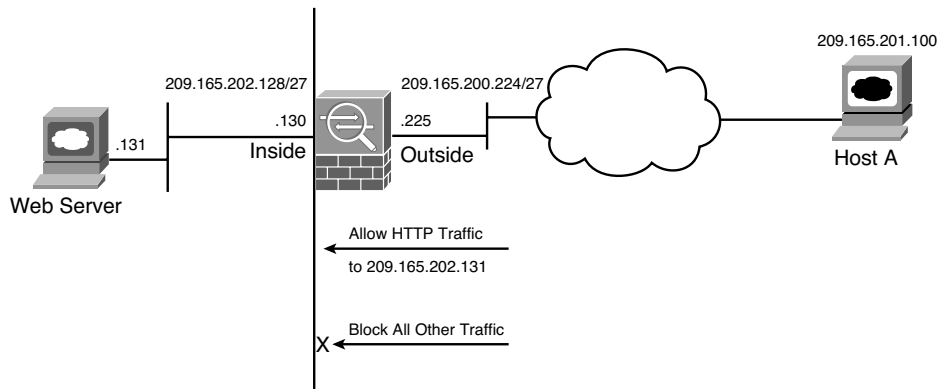 209.165.201.100
209.165.202.128/27
209.165.200.224/27
.131
.130
.225
Inside
Outside
Host A
Web Server
Allow HTTP Traffic
to 209.165.202.131
X
Block All Other Traffic